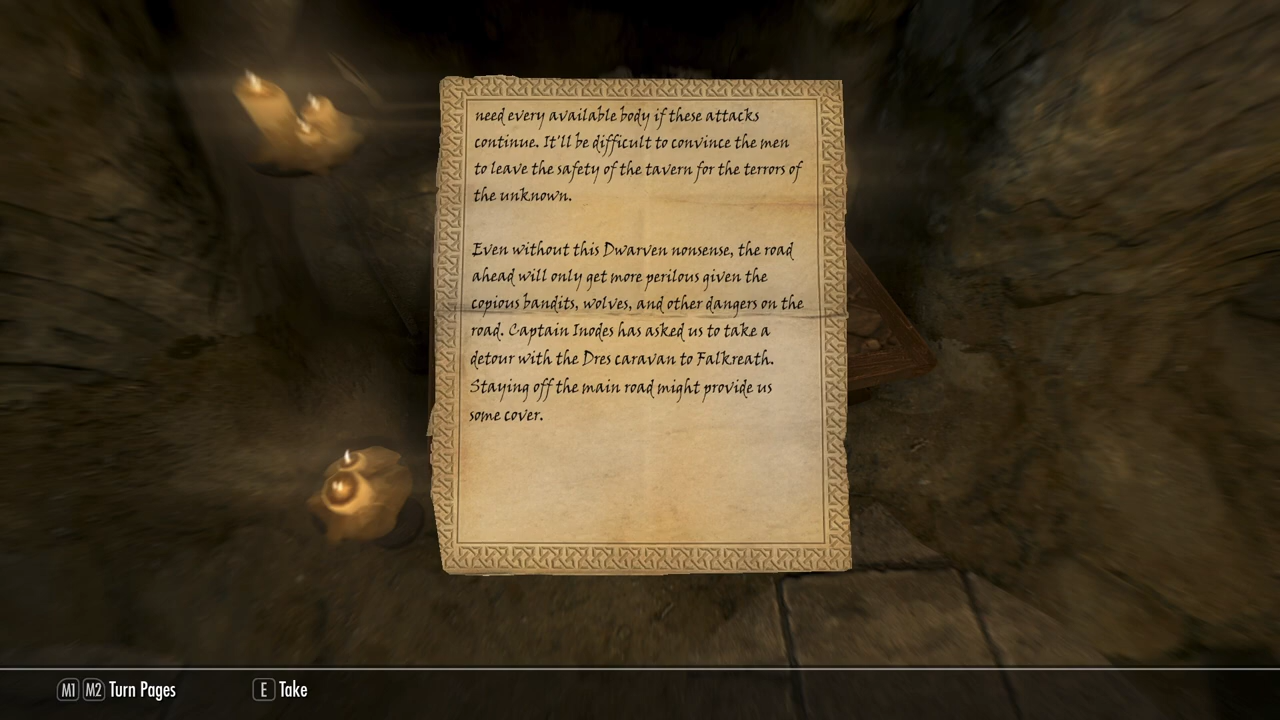 need every available body if these attacks
continue. It'll be difficult to convince the men
to leave the safety of the tavern for the terrors of
the unknown.
Even without this Dwarven nonsense, the road
ahead will only get more perilous given the
copious bandits, wolves, and other dangers on the
road. Captain Inodes has asked us to take a
detour with the Dres caravan to Falkreath.
Staying off the main road might provide us
some cover.
M1 M2 Turn Pages
E Take